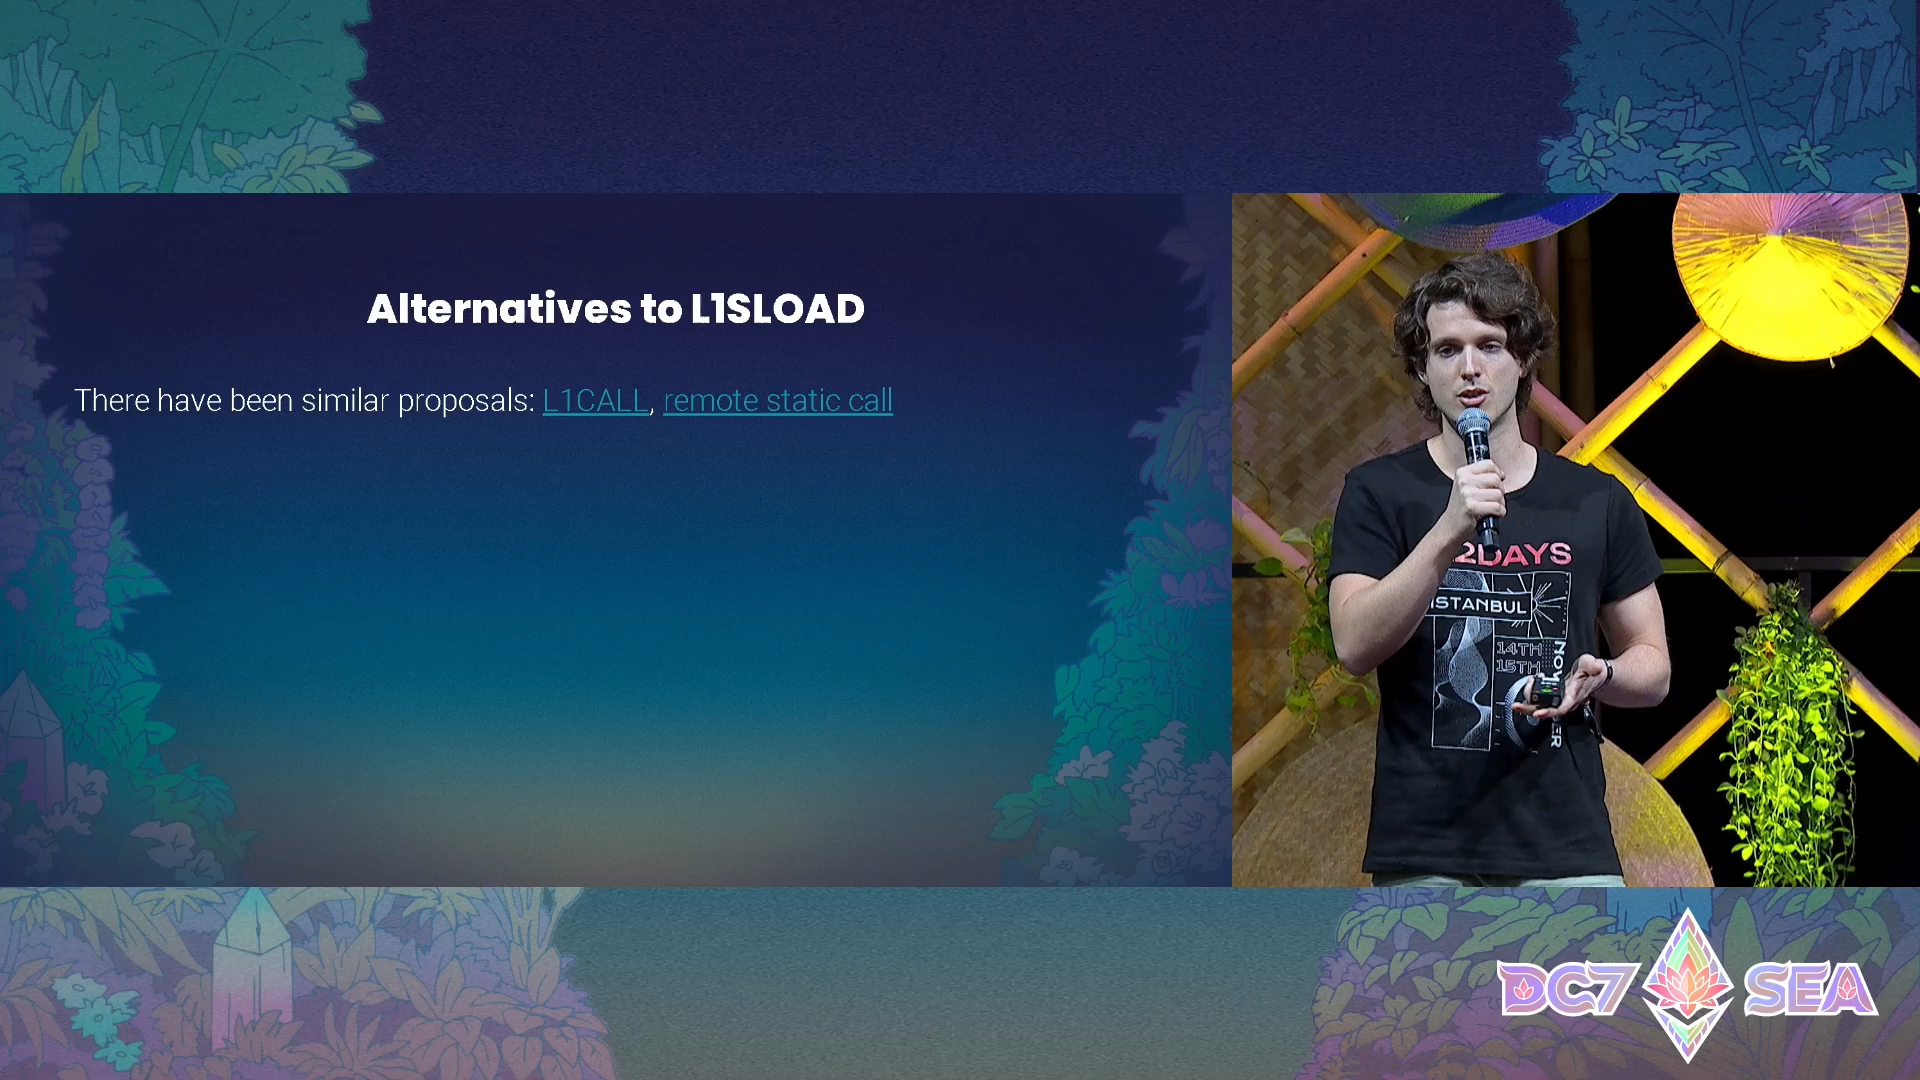 Alternatives to L1SLOAD
There have been similar proposals: L1CALL, remote static call
2DAYS
ISTANBUL
14TH
15TH
DC7 SEA